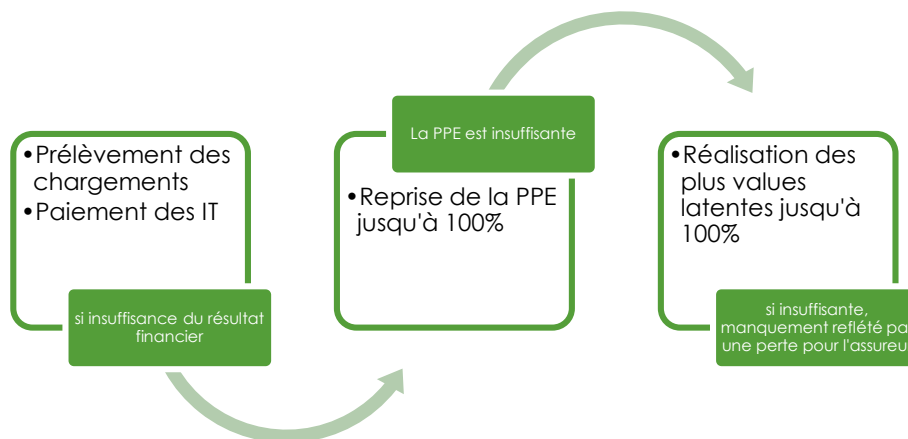 •Prélèvement des
chargements
•Paiement des IT
si insuffisance du résultat
financier
La PPE est insuffisante
•Reprise de la PPE
jusqu'à 100%
•Réalisation des
plus values
latentes jusqu'à
100%
si insuffisante,
manquement reflété pa
une perte pour l'assureu